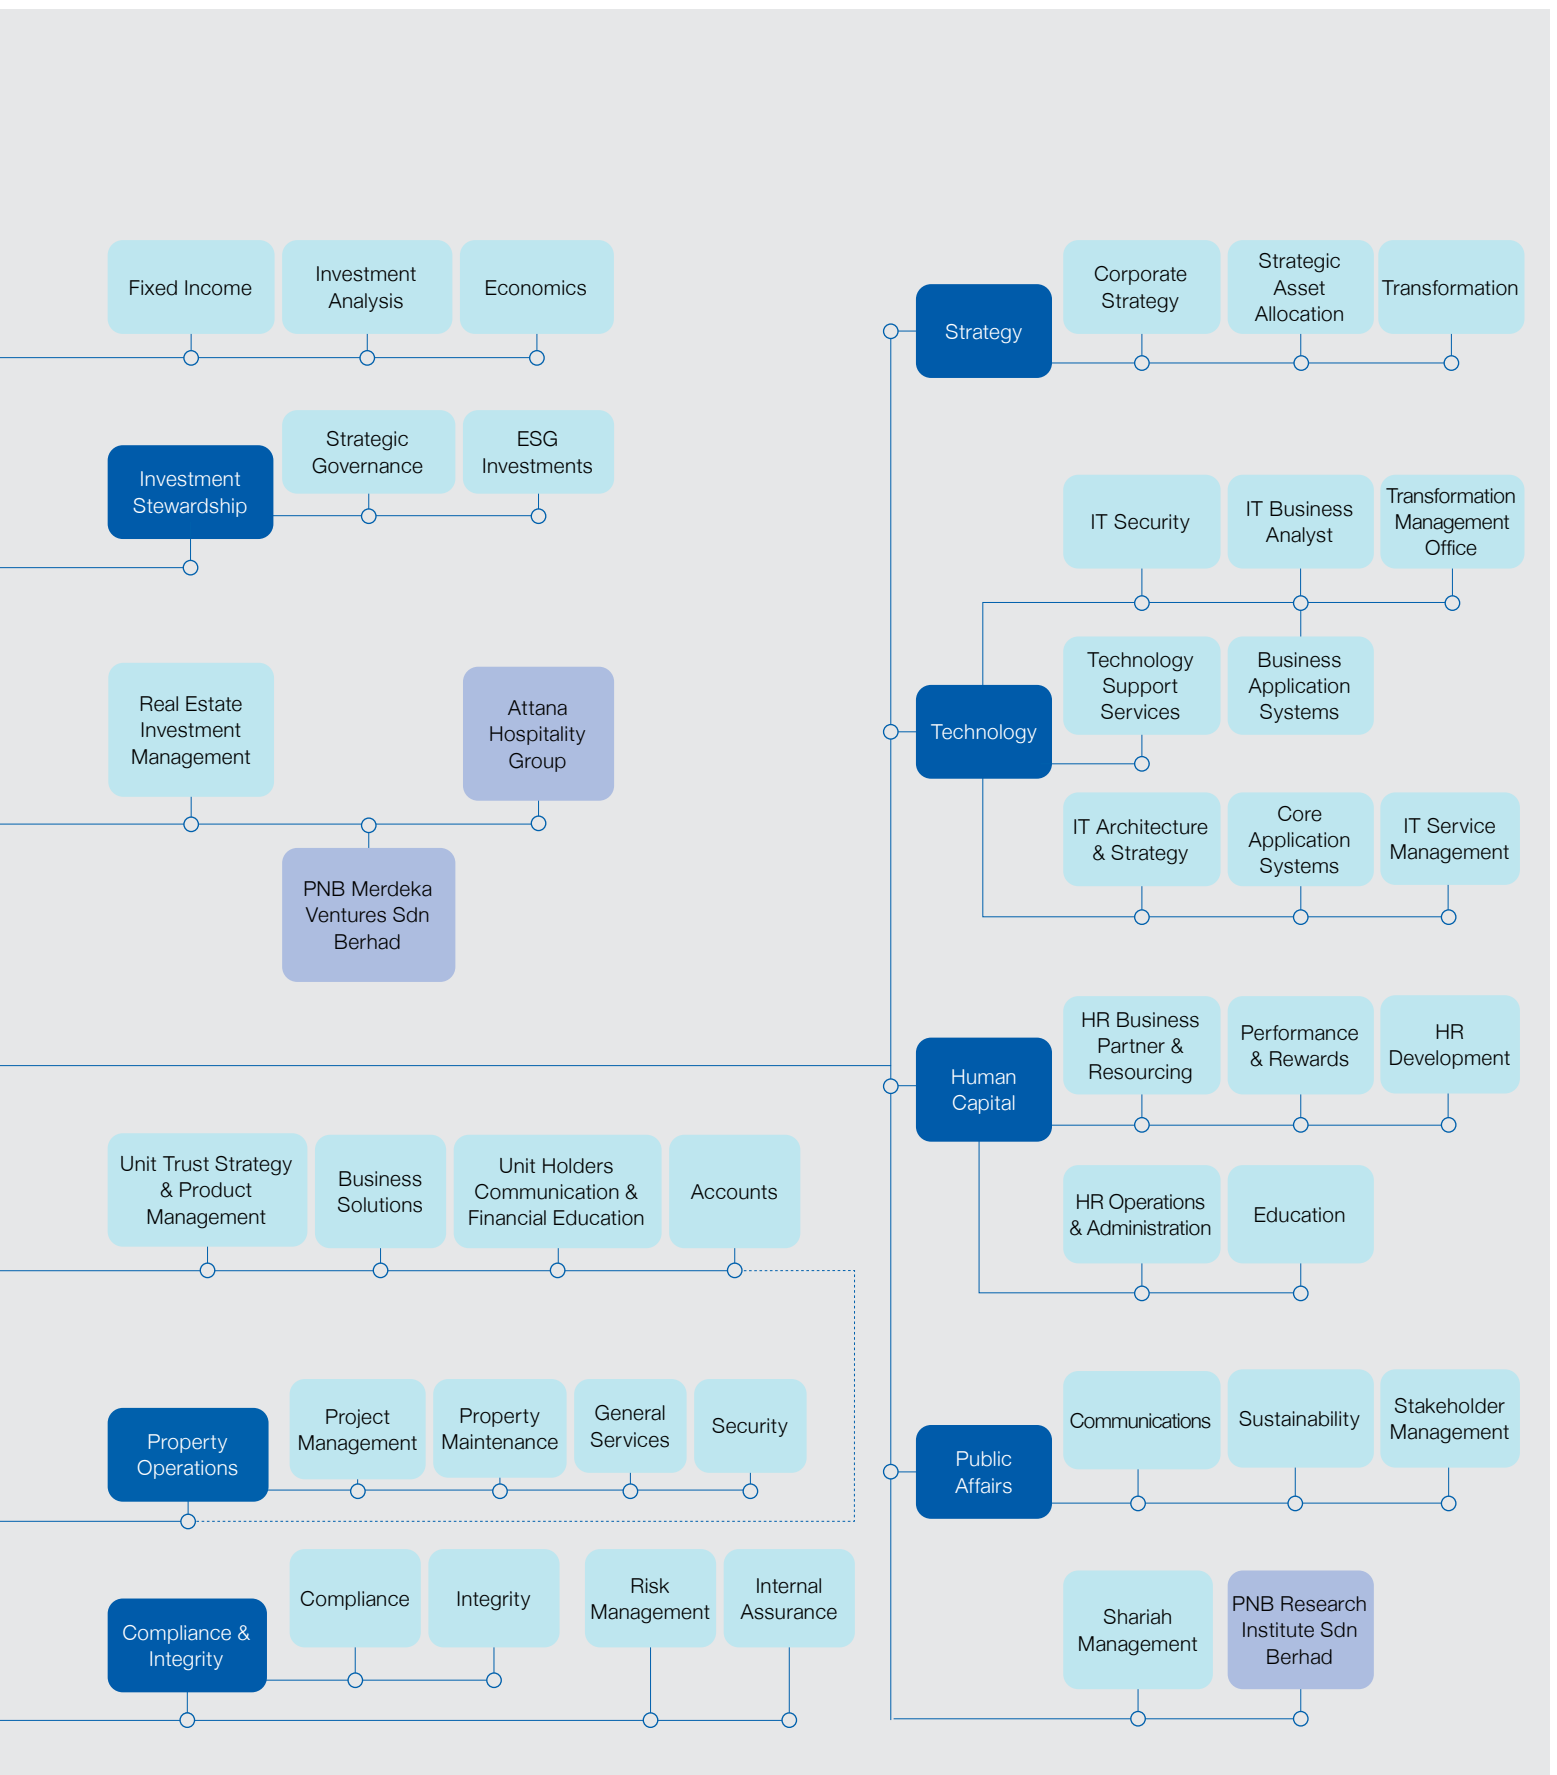 Fixed Income
Investment
Analysis
Economics
Investment
Stewardship
Strategic
Governance
ESG
Investments
Real Estate
Investment
Management
Attana
Hospitality
Group
PNB Merdeka
Ventures Sdn
Berhad
Unit Trust Strategy
& Product
Management
Business
Solutions
Unit Holders
Communication &
Financial Education
Accounts
Property
Operations
Project
Management
Property
Maintenance
General
Services
Security
Compliance &
Integrity
Compliance
Integrity
Risk
Management
Internal
Assurance
Strategy
Corporate
Strategy
Strategic
Asset
Allocation
Transformation
Technology
IT Security
IT Business
Analyst
Transformation
Management
Office
Technology
Support
Services
Business
Application
Systems
IT Architecture
& Strategy
Core
Application
Systems
IT Service
Management
Human
Capital
HR Business
Partner &
Resourcing
Performance
& Rewards
HR
Development
HR Operations
& Administration
Education
Public
Affairs
Communications
Sustainability
Stakeholder
Management
Shariah
Management
PNB Research
Institute Sdn
Berhad